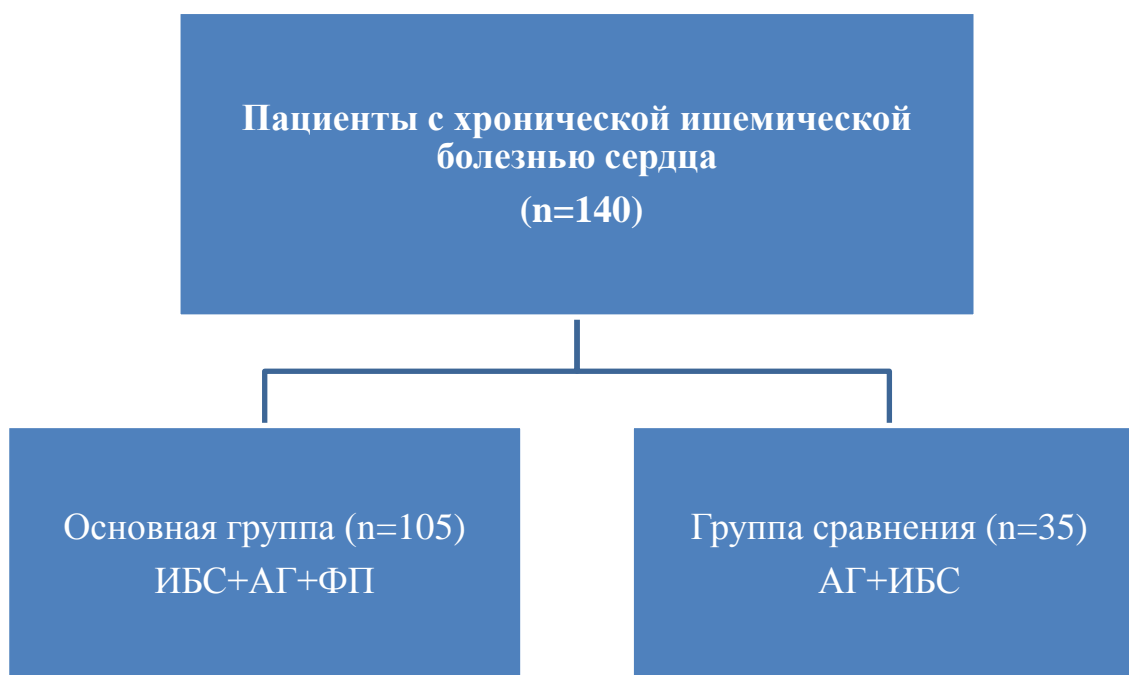 Пациенты с хронической ишемической
болезнью сердца
(n=140)
Основная группа (n=105)
ИБС+АГ+ФП
Группа сравнения (n=35)
АГ+ИБС